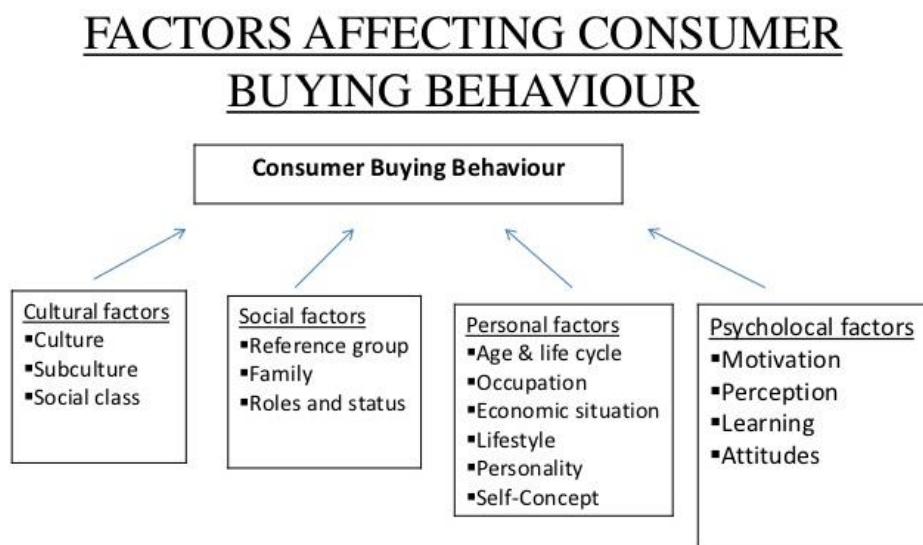 FACTORS AFFECTING CONSUMER
BUYING BEHAVIOUR
Consumer Buying Behaviour
Cultural factors
▪Culture
▪Subculture
▪Social class
Social factors
▪Reference group
▪Family
▪Roles and status
Personal factors
▪Age & life cycle
▪Occupation
▪Economic situation
▪Lifestyle
▪Personality
▪Self-Concept
Psycholocal factors
▪Motivation
▪Perception
▪Learning
▪Attitudes